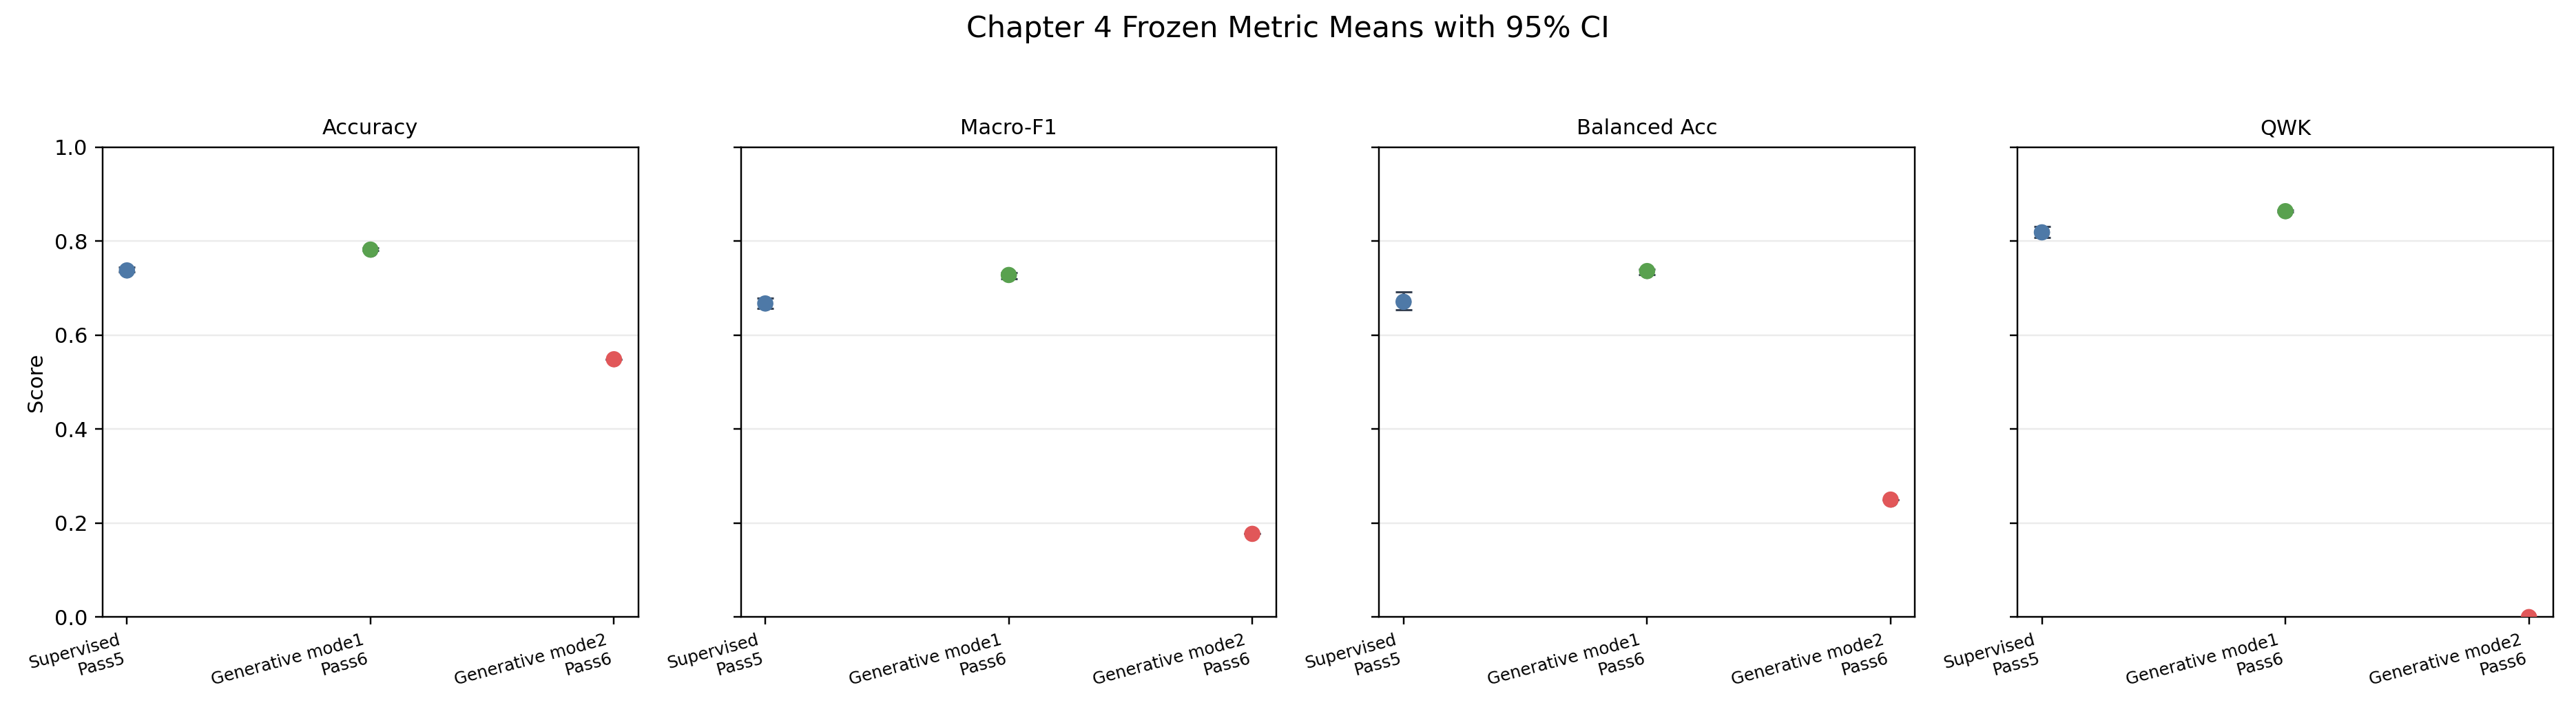 Chapter 4 Frozen Metric Means with 95% CI
Accuracy
Macro-F1
Balanced Acc
QWK
Score
1.0
0.8
0.6
0.4
0.2
0.0
Supervised
Pass5
Generative mode1
Pass6
Generative mode2
Pass6
Supervised
Pass5
Generative mode1
Pass6
Generative mode2
Pass6
Supervised
Pass5
Generative mode1
Pass6
Generative mode2
Pass6
Supervised
Pass5
Generative mode1
Pass6
Generative mode2
Pass6